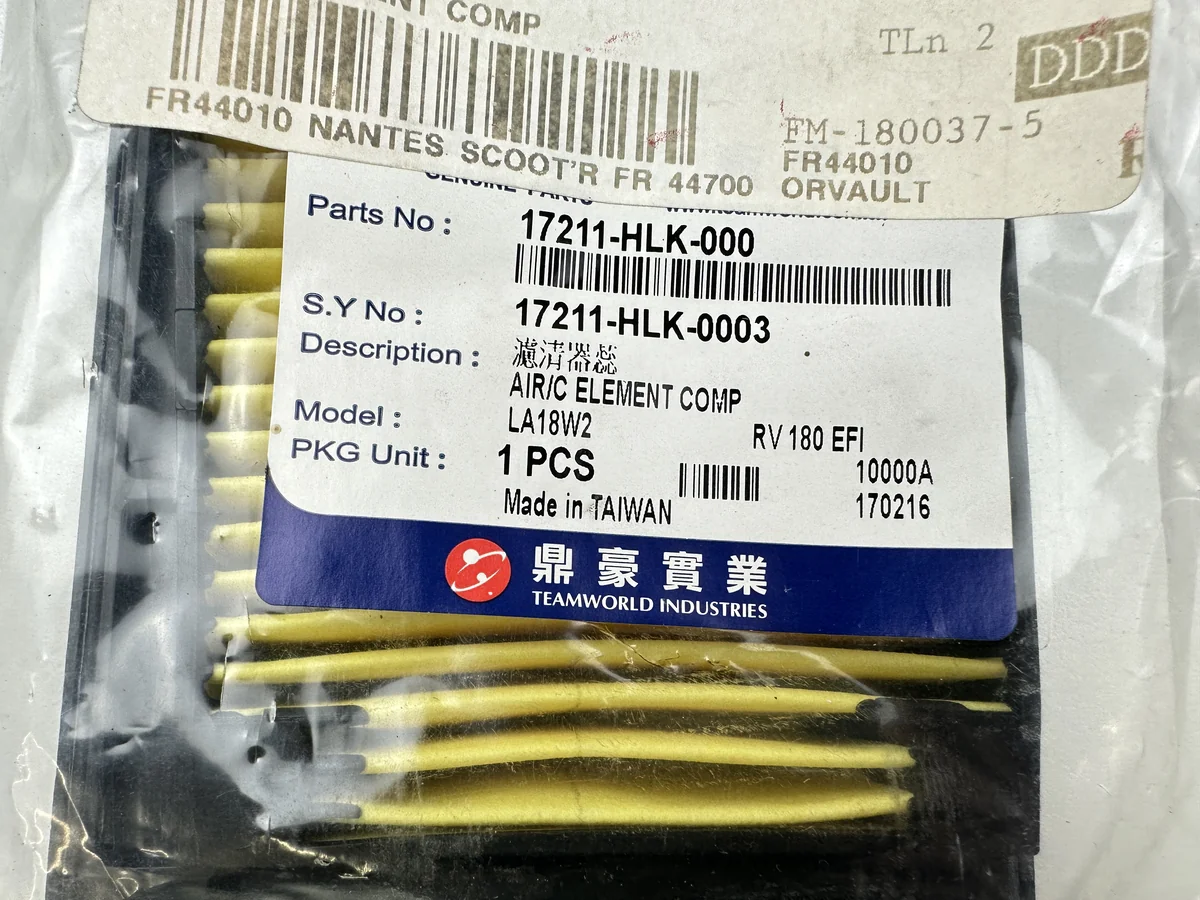 COMP
TLn 2
DDD
FR44010 NANTES SCOOT'R FR 44700
FM-180037-5
FR44010
ORVAULT
GENUINE PARTS
Parts No : 17211-HLK-000
S.Y No : 17211-HLK-0003
Description : 濾清器蕊
AIR/C ELEMENT COMP
Model : LA18W2 RV 180 EFI
PKG Unit : 1 PCS 10000A
Made in TAIWAN 170216
鼎豪實業
TEAMWORLD INDUSTRIES